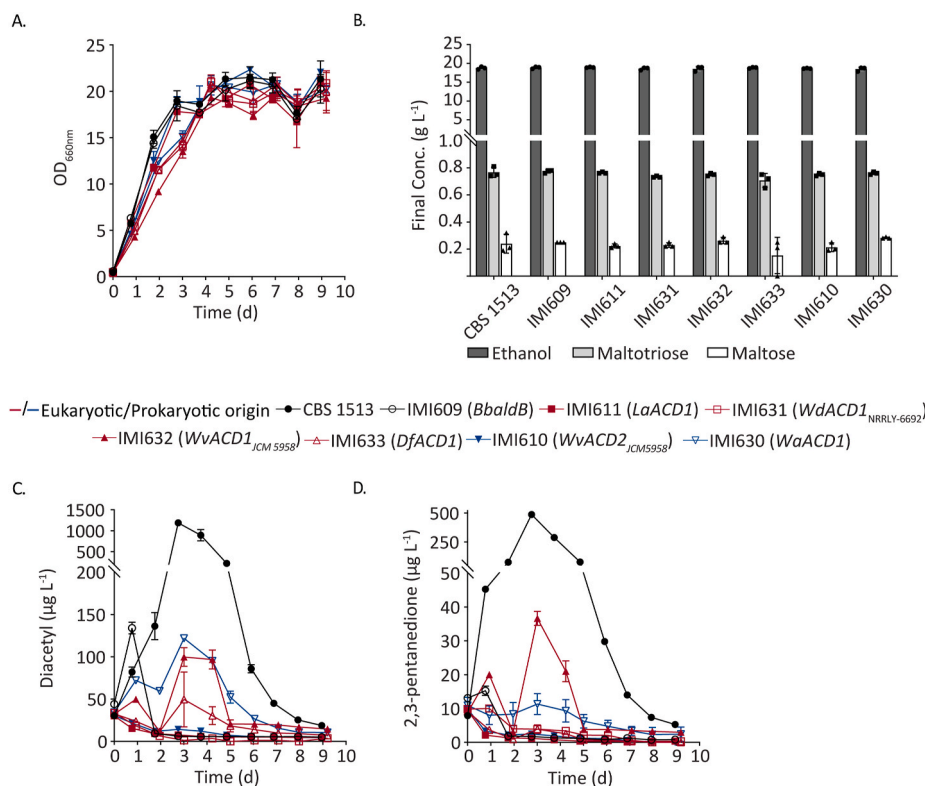 A.
25
20
15
10
5
0
OD660nm
0 1 2 3 4 5 6 7 8 9 10
Time (d)
B.
25
20
15
10
1.0
0.8
0.6
0.4
0.2
Final Conc. (g L-1)
CBS 1513
IMI609
IMI611
IMI631
IMI632
IMI633
IMI610
IMI630
Ethanol Maltotriose Maltose
Eukaryotic/Prokaryotic origin CBS 1513 IMI609 (BbaldB) IMI611 (LaACD1) IMI631 (WdACD1NRRLY-6692)
IMI632 (WvACD1JCM 5958) IMI633 (DfACD1) IMI610 (WvACD2JCM5958) IMI630 (WaACD1)
C.
1500
1000
500
200
150
100
50
0
Diacetyl (µg L-1)
0 1 2 3 4 5 6 7 8 9 10
Time (d)
D.
500
50
40
30
20
10
0
2,3-pentanedione (µg L-1)
0 1 2 3 4 5 6 7 8 9 10
Time (d)